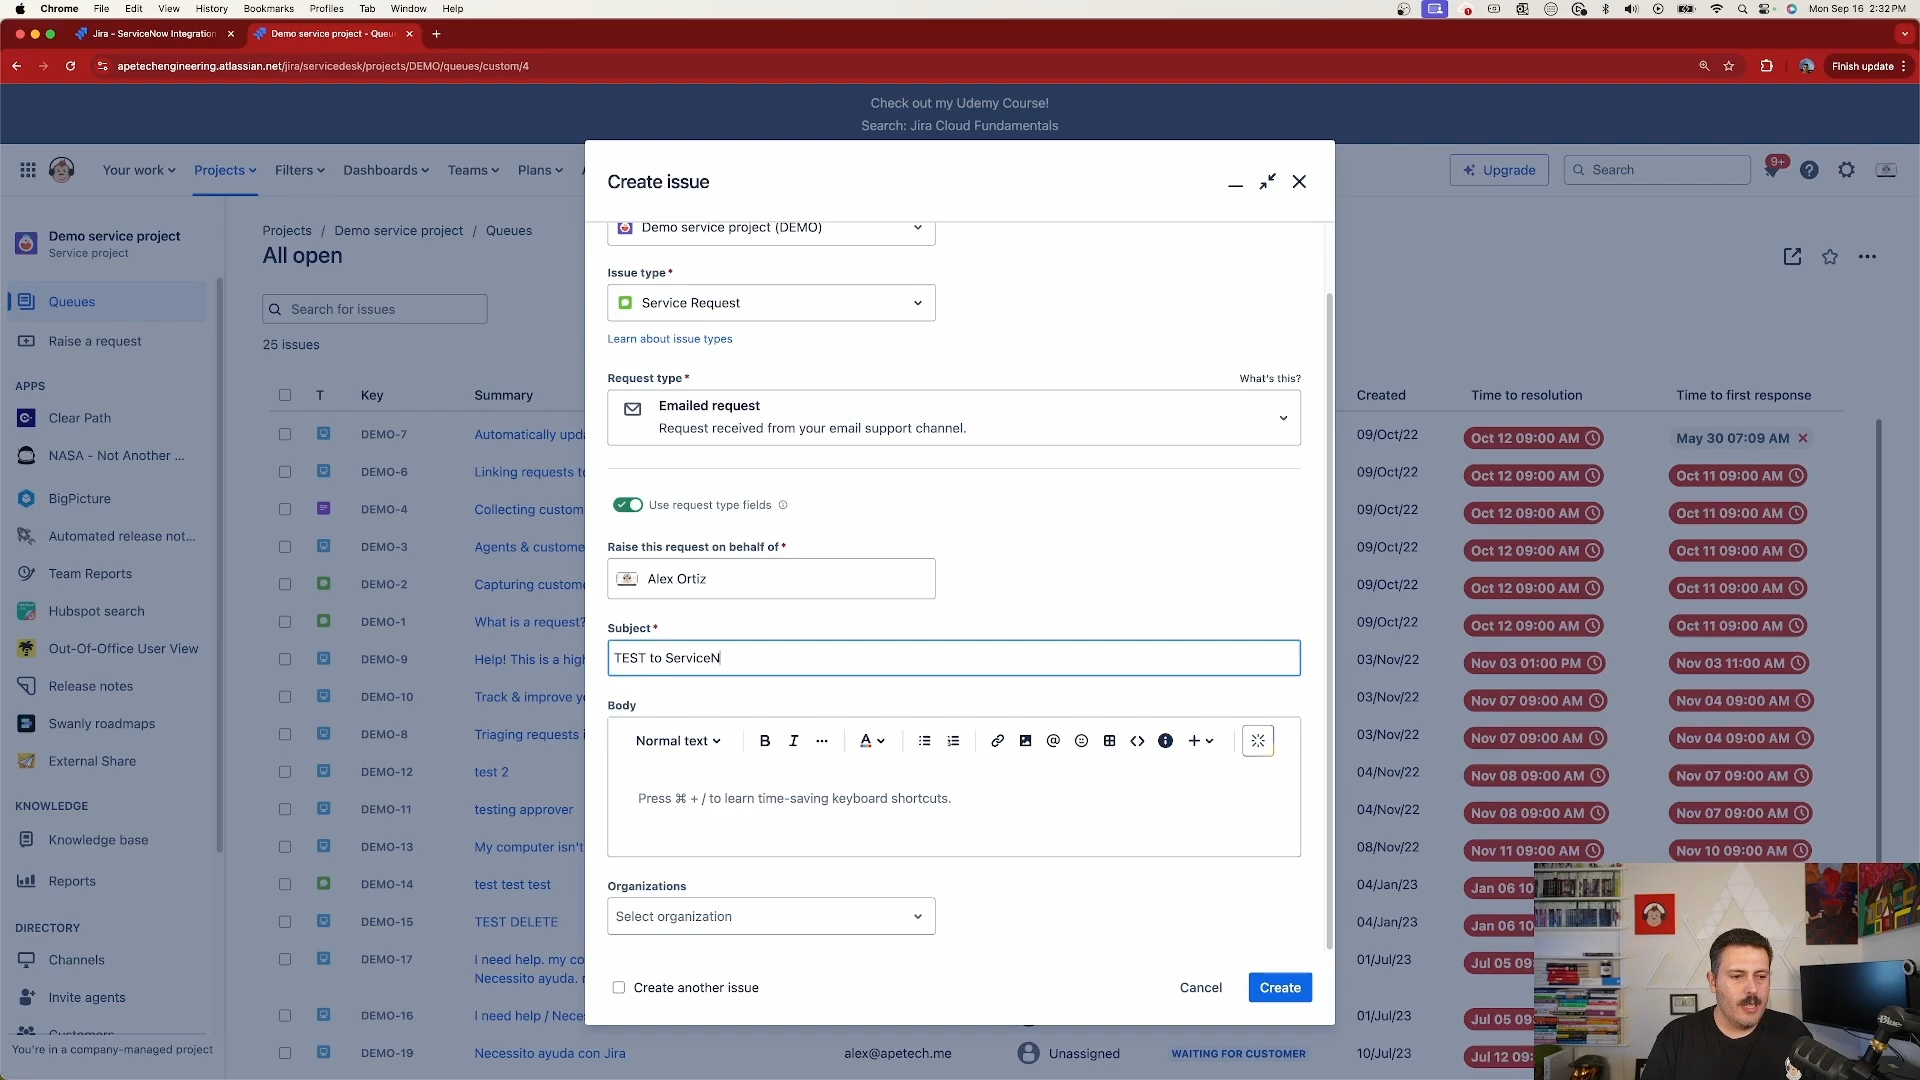 Chrome File Edit View History Bookmarks Profiles Tab Window Help Mon Sep 16 2:32 PM
Jira - ServiceNow Integration Demo service project - Queu
apetechengineering.atlassian.net/jira/servicedesk/projects/DEMO/queues/custom/4 Finish update
Check out my Udemy Course!
Search: Jira Cloud Fundamentals
Your work Projects Filters Dashboards Teams Plans Upgrade Search 9+
Demo service project
Service project
Queues
Raise a request
APPS
Clear Path
NASA - Not Another ...
BigPicture
Automated release not...
Team Reports
Hubspot search
Out-Of-Office User View
Release notes
Swanly roadmaps
External Share
KNOWLEDGE
Knowledge base
Reports
DIRECTORY
Channels
Invite agents
Customers
You're in a company-managed project
Projects / Demo service project / Queues
All open
Search for issues
25 issues
T Key Summary Created Time to resolution Time to first response
DEMO-7 Automatically upda 09/Oct/22 Oct 12 09:00 AM May 30 07:09 AM
DEMO-6 Linking requests to 09/Oct/22 Oct 12 09:00 AM Oct 11 09:00 AM
DEMO-4 Collecting custom 09/Oct/22 Oct 12 09:00 AM Oct 11 09:00 AM
DEMO-3 Agents & custome 09/Oct/22 Oct 12 09:00 AM Oct 11 09:00 AM
DEMO-2 Capturing custome 09/Oct/22 Oct 12 09:00 AM Oct 11 09:00 AM
DEMO-1 What is a request? 09/Oct/22 Oct 12 09:00 AM Oct 11 09:00 AM
DEMO-9 Help! This is a high 03/Nov/22 Nov 03 01:00 PM Nov 03 11:00 AM
DEMO-10 Track & improve yo 03/Nov/22 Nov 07 09:00 AM Nov 04 09:00 AM
DEMO-8 Triaging requests i 03/Nov/22 Nov 07 09:00 AM Nov 04 09:00 AM
DEMO-12 test 2 04/Nov/22 Nov 08 09:00 AM Nov 07 09:00 AM
DEMO-11 testing approver 04/Nov/22 Nov 08 09:00 AM Nov 07 09:00 AM
DEMO-13 My computer isn't 08/Nov/22 Nov 11 09:00 AM Nov 10 09:00 AM
DEMO-14 test test test 04/Jan/23 Jan 06 10
DEMO-15 TEST DELETE 04/Jan/23 Jan 06 10
DEMO-17 I need help. my co 01/Jul/23 Jul 05 09
Necessito ayuda. r
DEMO-16 I need help / Nece 01/Jul/23 Jul 05 09
DEMO-19 Necessito ayuda con Jira alex@apetech.me Unassigned WAITING FOR CUSTOMER 10/Jul/23 Jul 12 09:
Create issue
Demo service project (DEMO)
Issue type*
Service Request
Learn about issue types
Request type* What's this?
Emailed request
Request received from your email support channel.
Use request type fields
Raise this request on behalf of*
Alex Ortiz
Subject*
TEST to ServiceN
Body
Normal text B I ... A
Press ⌘ + / to learn time-saving keyboard shortcuts.
Organizations
Select organization
Create another issue Cancel Create
Blue